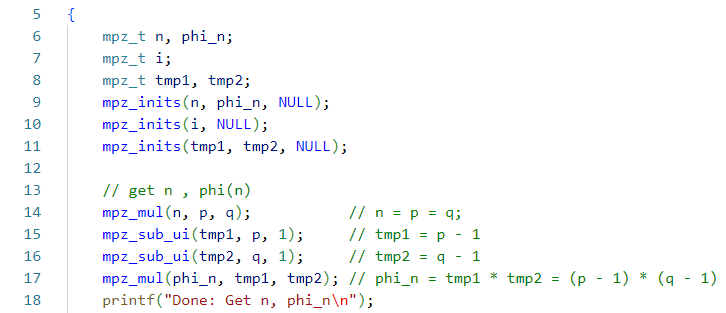 5 {
6 mpz_t n, phi_n;
7 mpz_t i;
8 mpz_t tmp1, tmp2;
9 mpz_inits(n, phi_n, NULL);
10 mpz_inits(i, NULL);
11 mpz_inits(tmp1, tmp2, NULL);
12
13 // get n , phi(n)
14 mpz_mul(n, p, q); // n = p = q;
15 mpz_sub_ui(tmp1, p, 1); // tmp1 = p - 1
16 mpz_sub_ui(tmp2, q, 1); // tmp2 = q - 1
17 mpz_mul(phi_n, tmp1, tmp2); // phi_n = tmp1 * tmp2 = (p - 1) * (q - 1)
18 printf("Done: Get n, phi_n\n");